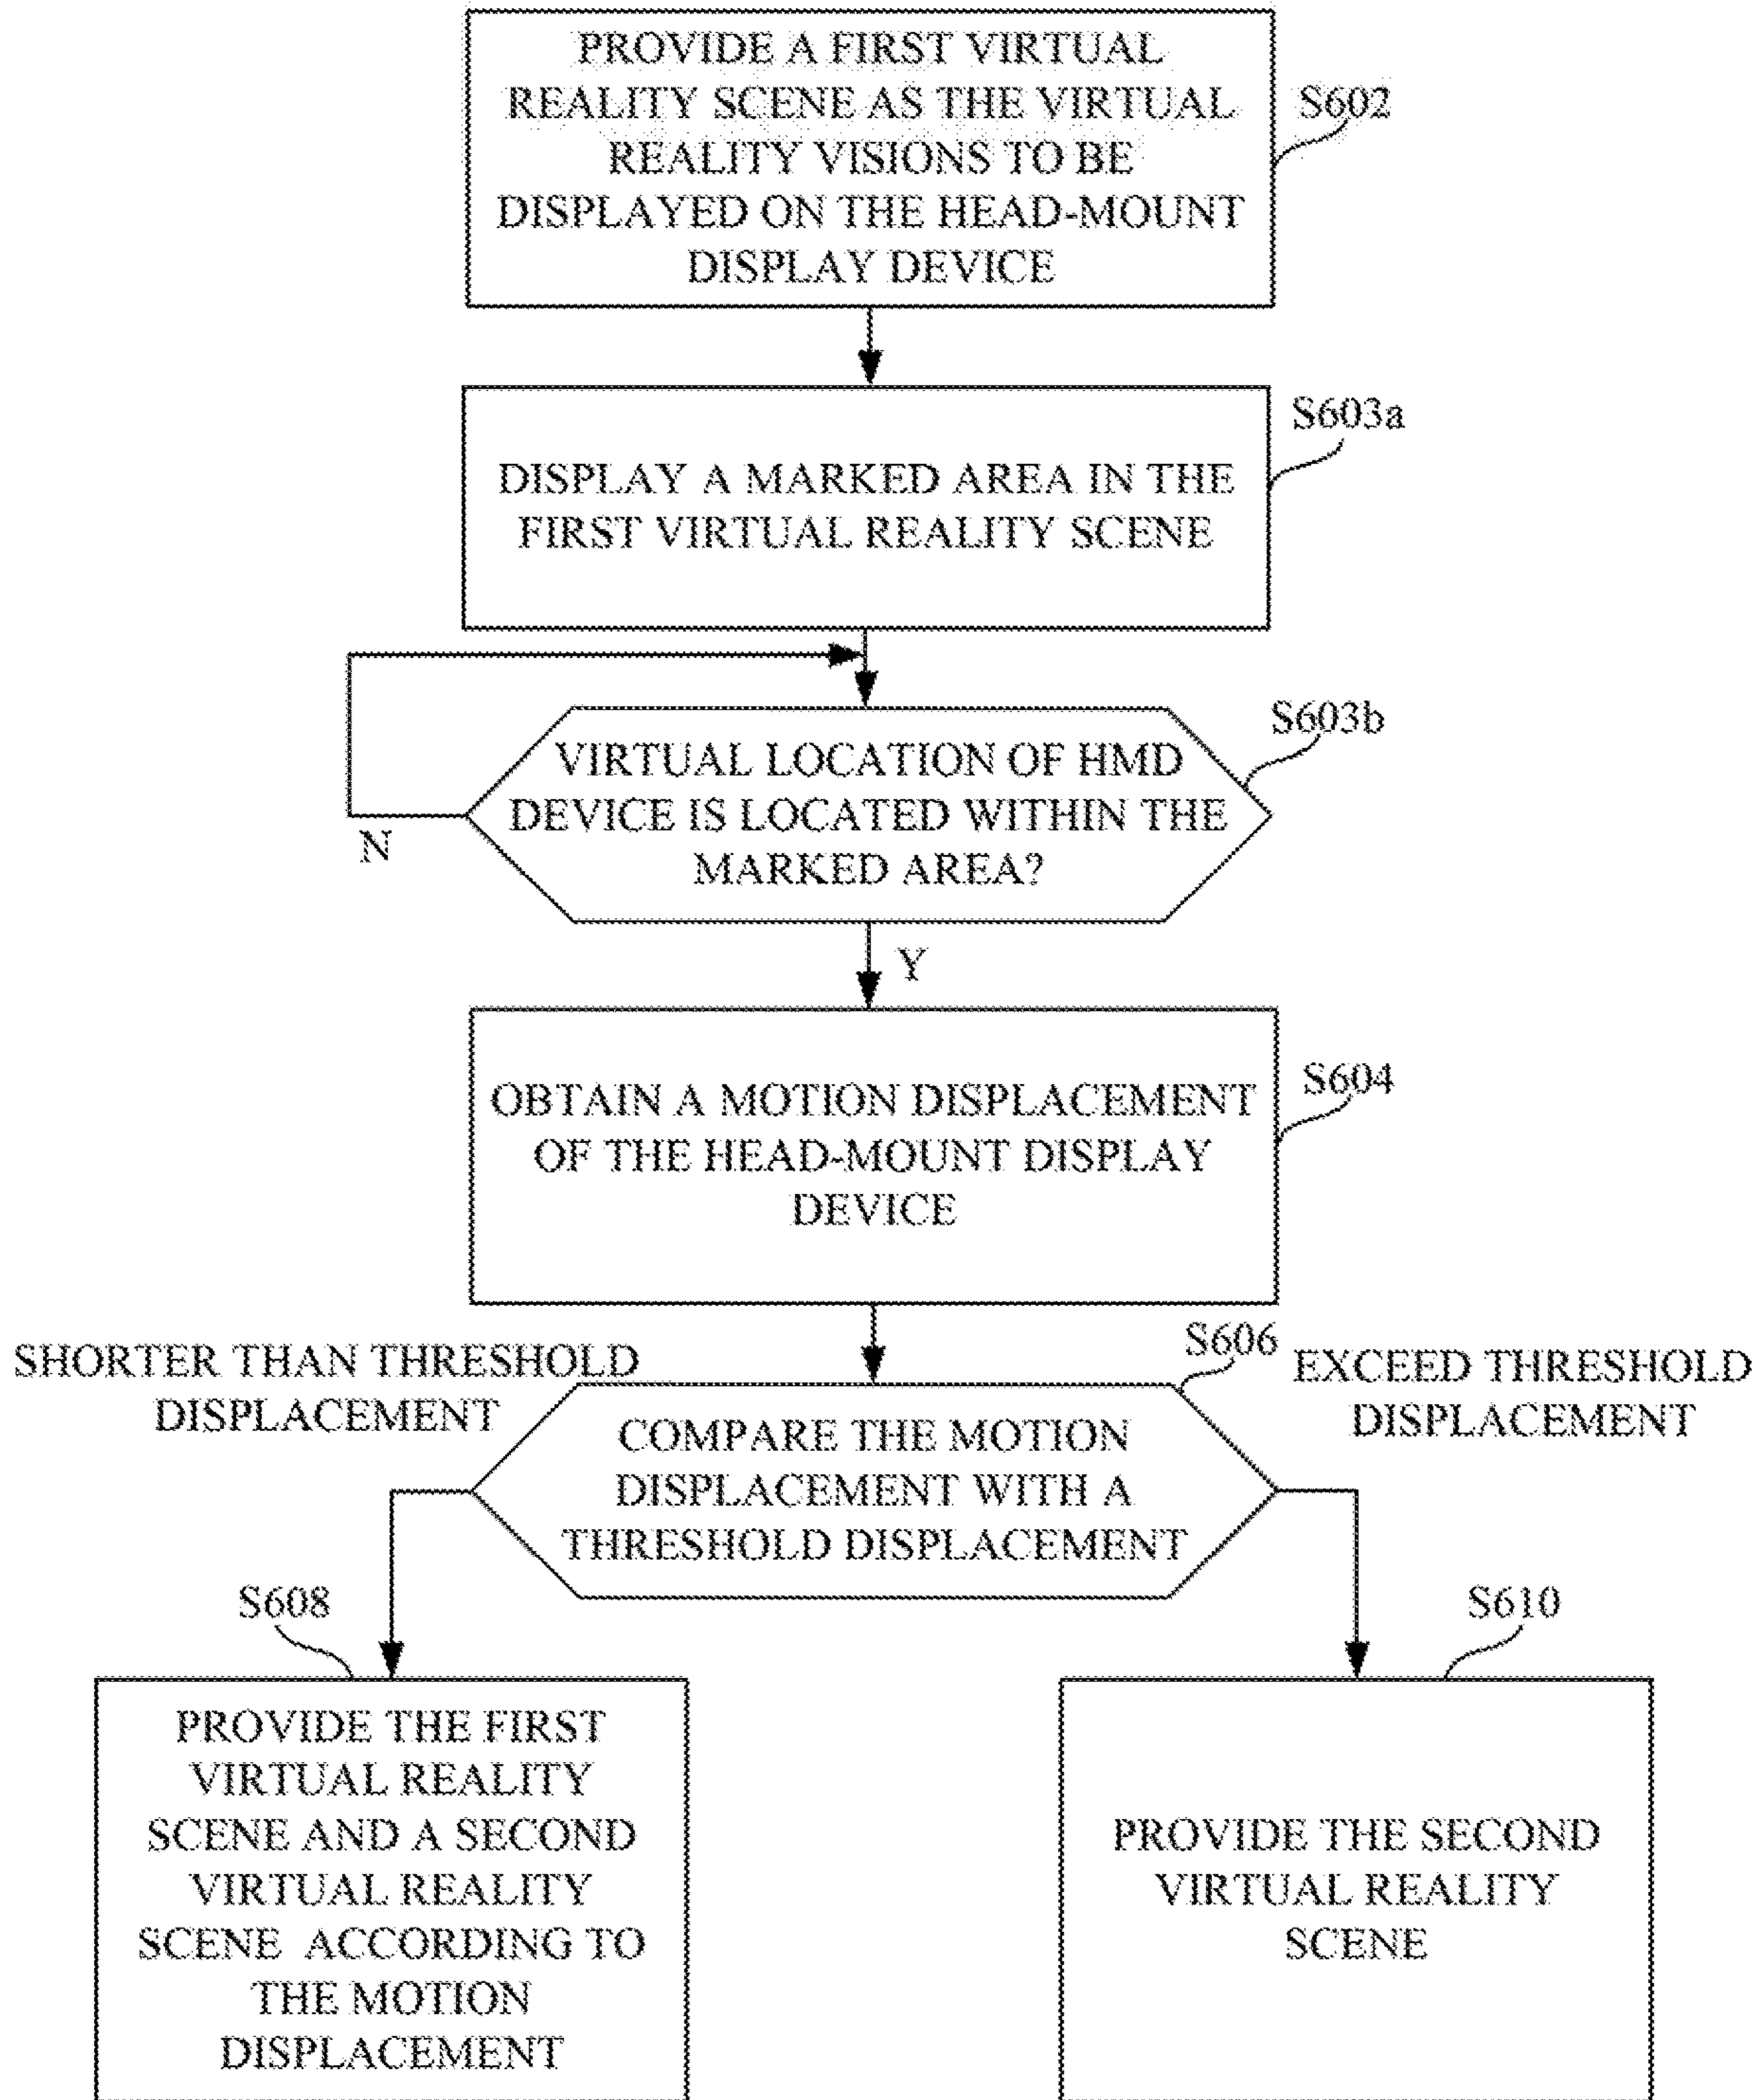 PROVIDE A FIRST VIRTUAL
REALITY SCENE AS THE VIRTUAL
REALITY VISIONS TO BE
DISPLAYED ON THE HEAD-MOUNT
DISPLAY DEVICE
S602
DISPLAY A MARKED AREA IN THE
FIRST VIRTUAL REALITY SCENE
S603a
VIRTUAL LOCATION OF HMD
DEVICE IS LOCATED WITHIN THE
MARKED AREA?
S603b
N
Y
OBTAIN A MOTION DISPLACEMENT
OF THE HEAD-MOUNT DISPLAY
DEVICE
S604
SHORTER THAN THRESHOLD
DISPLACEMENT
S606
EXCEED THRESHOLD
DISPLACEMENT
COMPARE THE MOTION
DISPLACEMENT WITH A
THRESHOLD DISPLACEMENT
S608
PROVIDE THE FIRST
VIRTUAL REALITY
SCENE AND A SECOND
VIRTUAL REALITY
SCENE ACCORDING TO
THE MOTION
DISPLACEMENT
S610
PROVIDE THE SECOND
VIRTUAL REALITY
SCENE